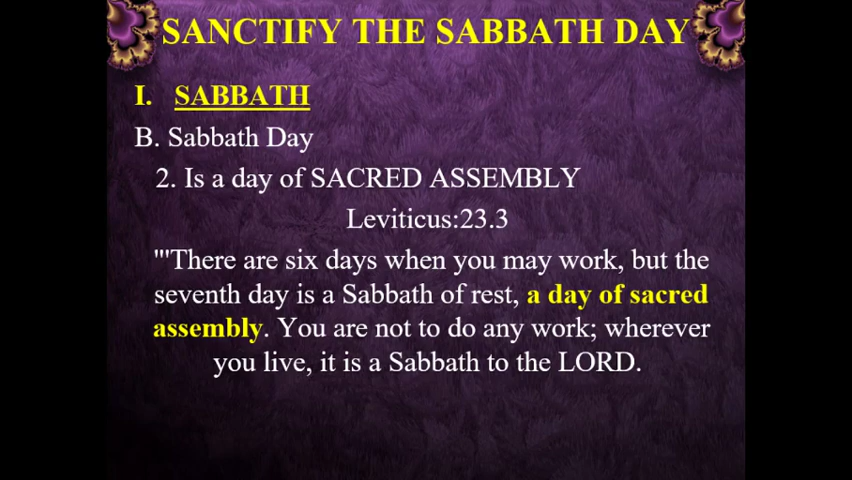 SANCTIFY THE SABBATH DAY
I. SABBATH
B. Sabbath Day
2. Is a day of SACRED ASSEMBLY
Leviticus:23.3
"'There are six days when you may work, but the
seventh day is a Sabbath of rest, a day of sacred
assembly. You are not to do any work; wherever
you live, it is a Sabbath to the LORD.